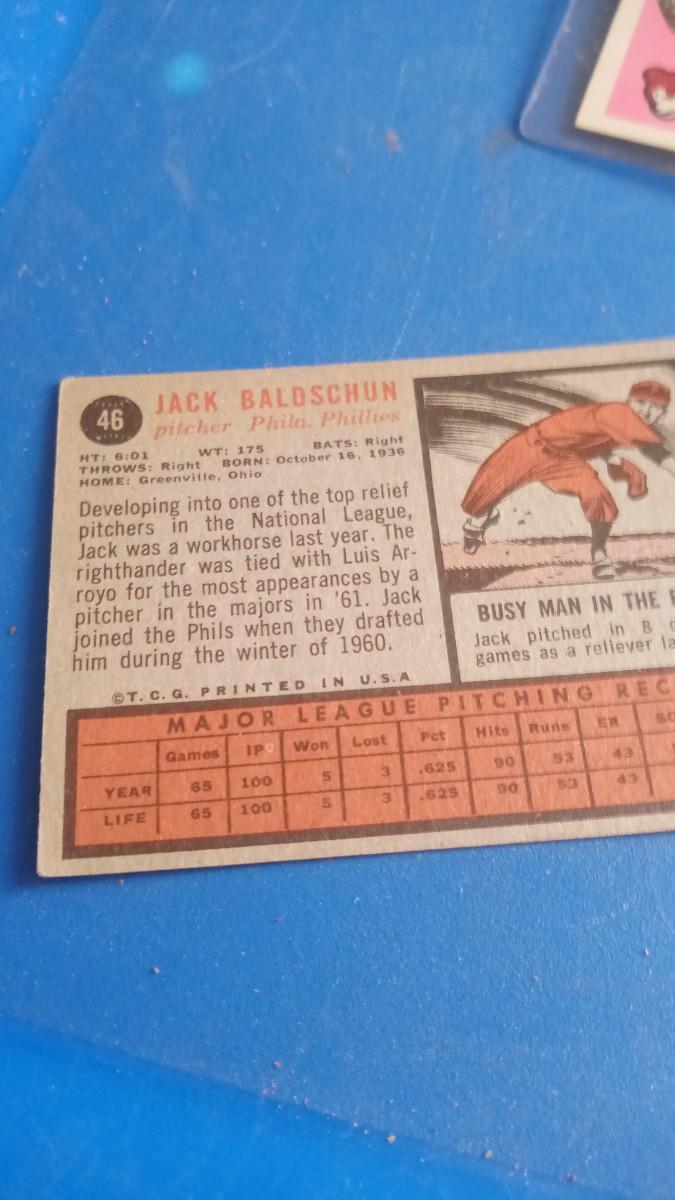 46
JACK BALDSCHUN
pitcher Phila. Phillies
HT: 6:01 WT: 175 BATS: Right
THROWS: Right BORN: October 16, 1936
HOME: Greenville, Ohio
Developing into one of the top relief
pitchers in the National League,
Jack was a workhorse last year. The
righthander was tied with Luis Ar-
royo for the most appearances by a
pitcher in the majors in '61. Jack
joined the Phils when they drafted
him during the winter of 1960.
©T. C. G. PRINTED IN U.S.A
BUSY MAN IN THE
Jack pitched in 8
games as a reliever
MAJOR LEAGUE PITCHING REC
Games IP Won Lost Pct Hits Runs ER SO
YEAR 65 100 5 3 .625 90 53 43
LIFE 65 100 5 3 .625 90 53 43